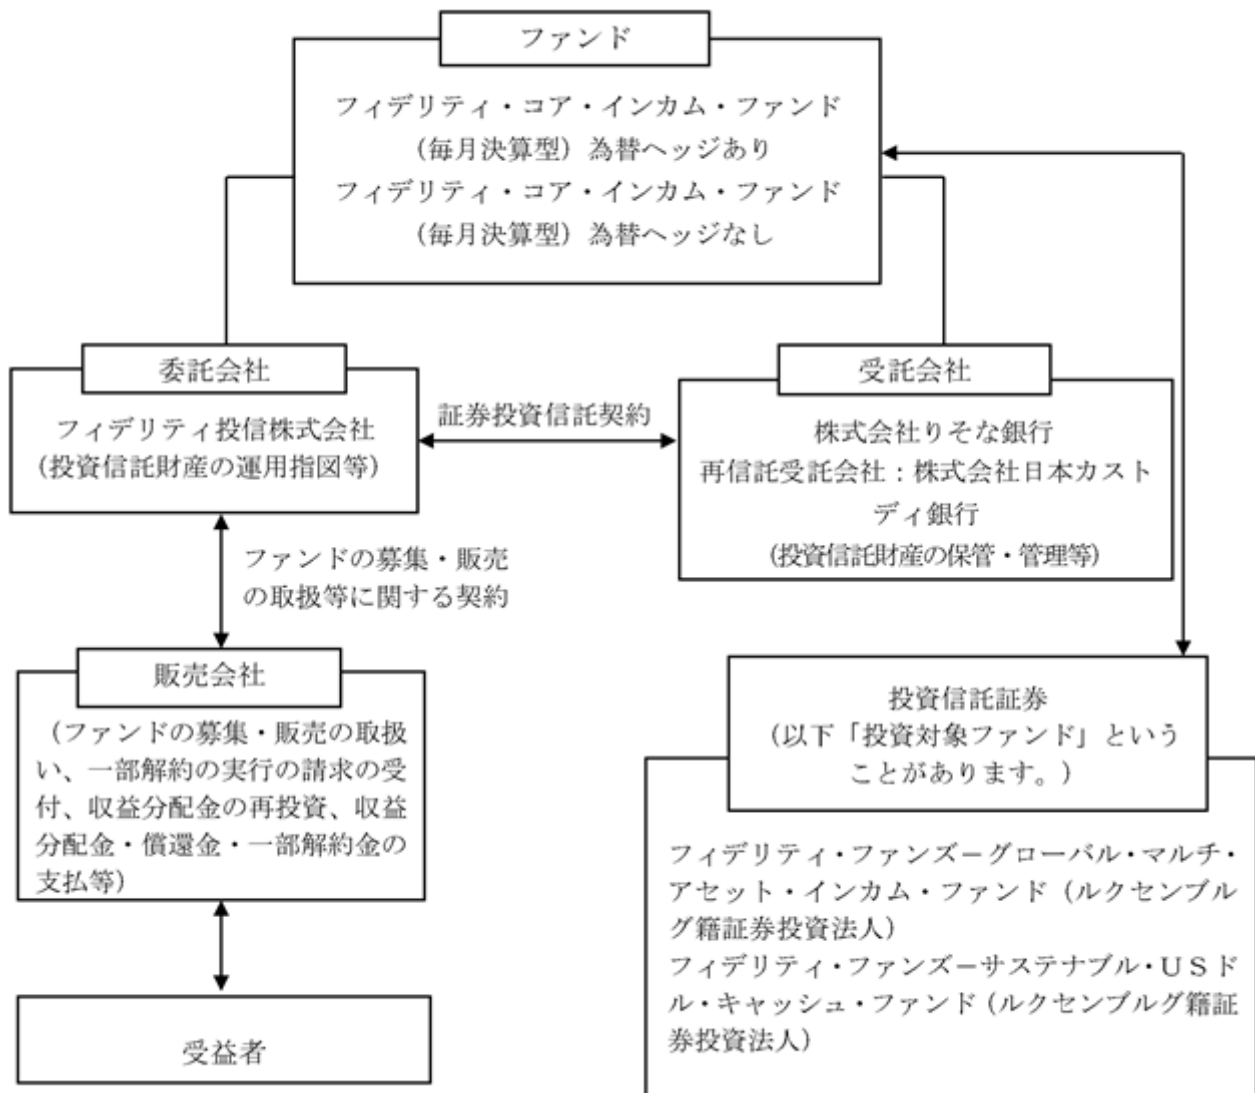 ファンド
フィデリティ・コア・インカム・ファンド
（毎月決算型）為替ヘッジあり
フィデリティ・コア・インカム・ファンド
（毎月決算型）為替ヘッジなし
委託会社
フィデリティ投信株式会社
（投資信託財産の運用指図等）
証券投資信託契約
受託会社
株式会社りそな銀行
再信託受託会社：株式会社日本カスト
ディ銀行
（投資信託財産の保管・管理等）
ファンドの募集・販売
の取扱等に関する契約
販売会社
（ファンドの募集・販売の取扱
い、一部解約の実行の請求の受
付、収益分配金の再投資、収益
分配金・償還金・一部解約金の
支払等）
受益者
投資信託証券
（以下「投資対象ファンド」という
ことがあります。）
フィデリティ・ファンズ－グローバル・マルチ・
アセット・インカム・ファンド（ルクセンブル
グ籍証券投資法人）
フィデリティ・ファンズ－サステナブル・ＵＳド
ル・キャッシュ・ファンド（ルクセンブルグ籍証
券投資法人）